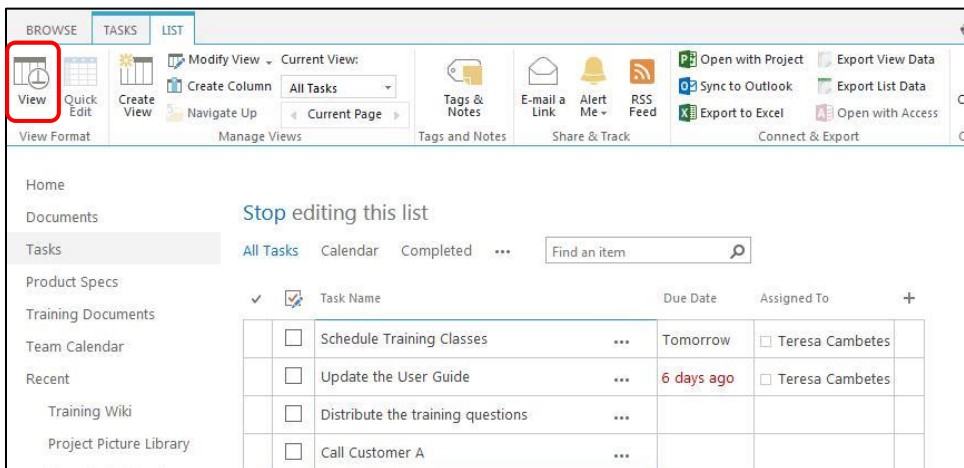 BROWSE TASKS LIST
View
Quick Edit
View Format
Create View
Modify View
Create Column
Navigate Up
Current View:
All Tasks
Current Page
Manage Views
Tags & Notes
Tags and Notes
E-mail a Link
Alert Me
RSS Feed
Share & Track
Open with Project
Sync to Outlook
Export to Excel
Export View Data
Export List Data
Open with Access
Connect & Export
Home
Documents
Tasks
Product Specs
Training Documents
Team Calendar
Recent
Training Wiki
Project Picture Library
Stop editing this list
All Tasks Calendar Completed ...
Find an item
Task Name Due Date Assigned To +
Schedule Training Classes ... Tomorrow Teresa Cambetes
Update the User Guide ... 6 days ago Teresa Cambetes
Distribute the training questions ...
Call Customer A ...